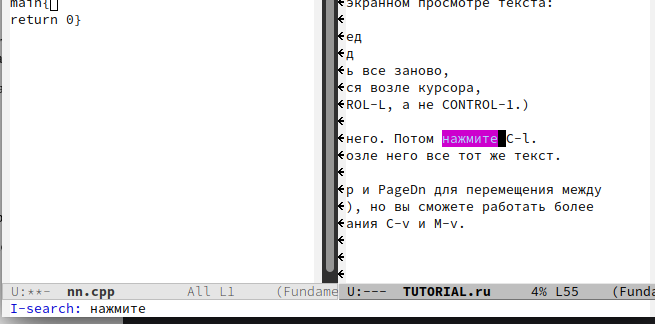 main{
return 0}
экранном просмотре текста:
ед
д
ь все заново,
ся возле курсора,
ROL-L, а не CONTROL-1.)
него. Потом нажмите C-l.
озле него все тот же текст.
р и PageDn для перемещения между
), но вы сможете работать более
ания C-v и M-v.
U:**- nn.cpp All L1 (Fundame
U:--- TUTORIAL.ru 4% L55 (Funda
I-search: нажмите